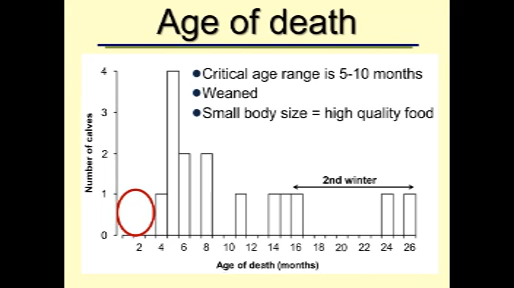 Age of death
●Critical age range is 5-10 months
●Weaned
●Small body size = high quality food
2nd winter
Number of calves
4
3
2
1
0
2 4 6 8 10 12 14 16 18 20 22 24 26
Age of death (months)